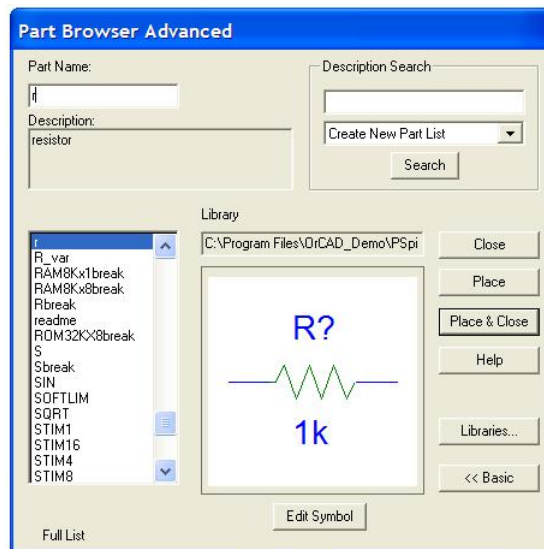 Part Browser Advanced
Part Name:
r
Description:
resistor
Description Search
Create New Part List
Search
Library
C:\Program Files\OrCAD_Demo\PSpi
r
R_var
RAM8Kx1break
RAM8Kx8break
Rbreak
readme
ROM32KX8break
S
Sbreak
SIN
SOFTLIM
SQRT
STIM1
STIM16
STIM4
STIM8
Full List
R?
1k
Edit Symbol
Close
Place
Place & Close
Help
Libraries...
<< Basic